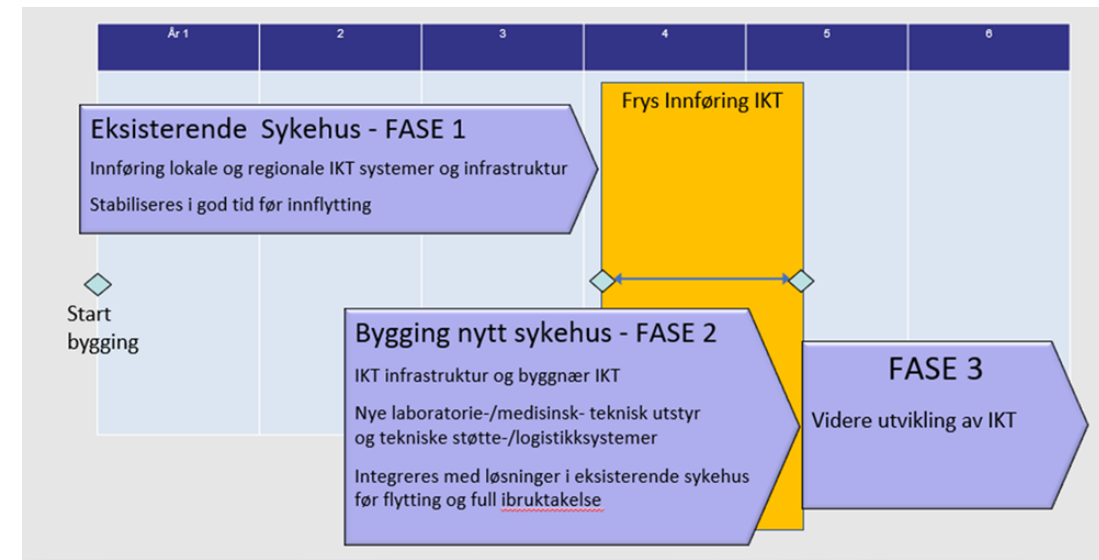 År 1
2
3
4
5
6
Frys Innføring IKT
Eksisterende Sykehus - FASE 1
Innføring lokale og regionale IKT systemer og infrastruktur
Stabiliseres i god tid før innflytting
Start
bygging
Bygging nytt sykehus - FASE 2
IKT infrastruktur og byggnær IKT
Nye laboratorie-/medisinsk- teknisk utstyr
og tekniske støtte-/logistikksystemer
Integreres med løsninger i eksisterende sykehus
før flytting og full ibruktakelse
FASE 3
Videre utvikling av IKT